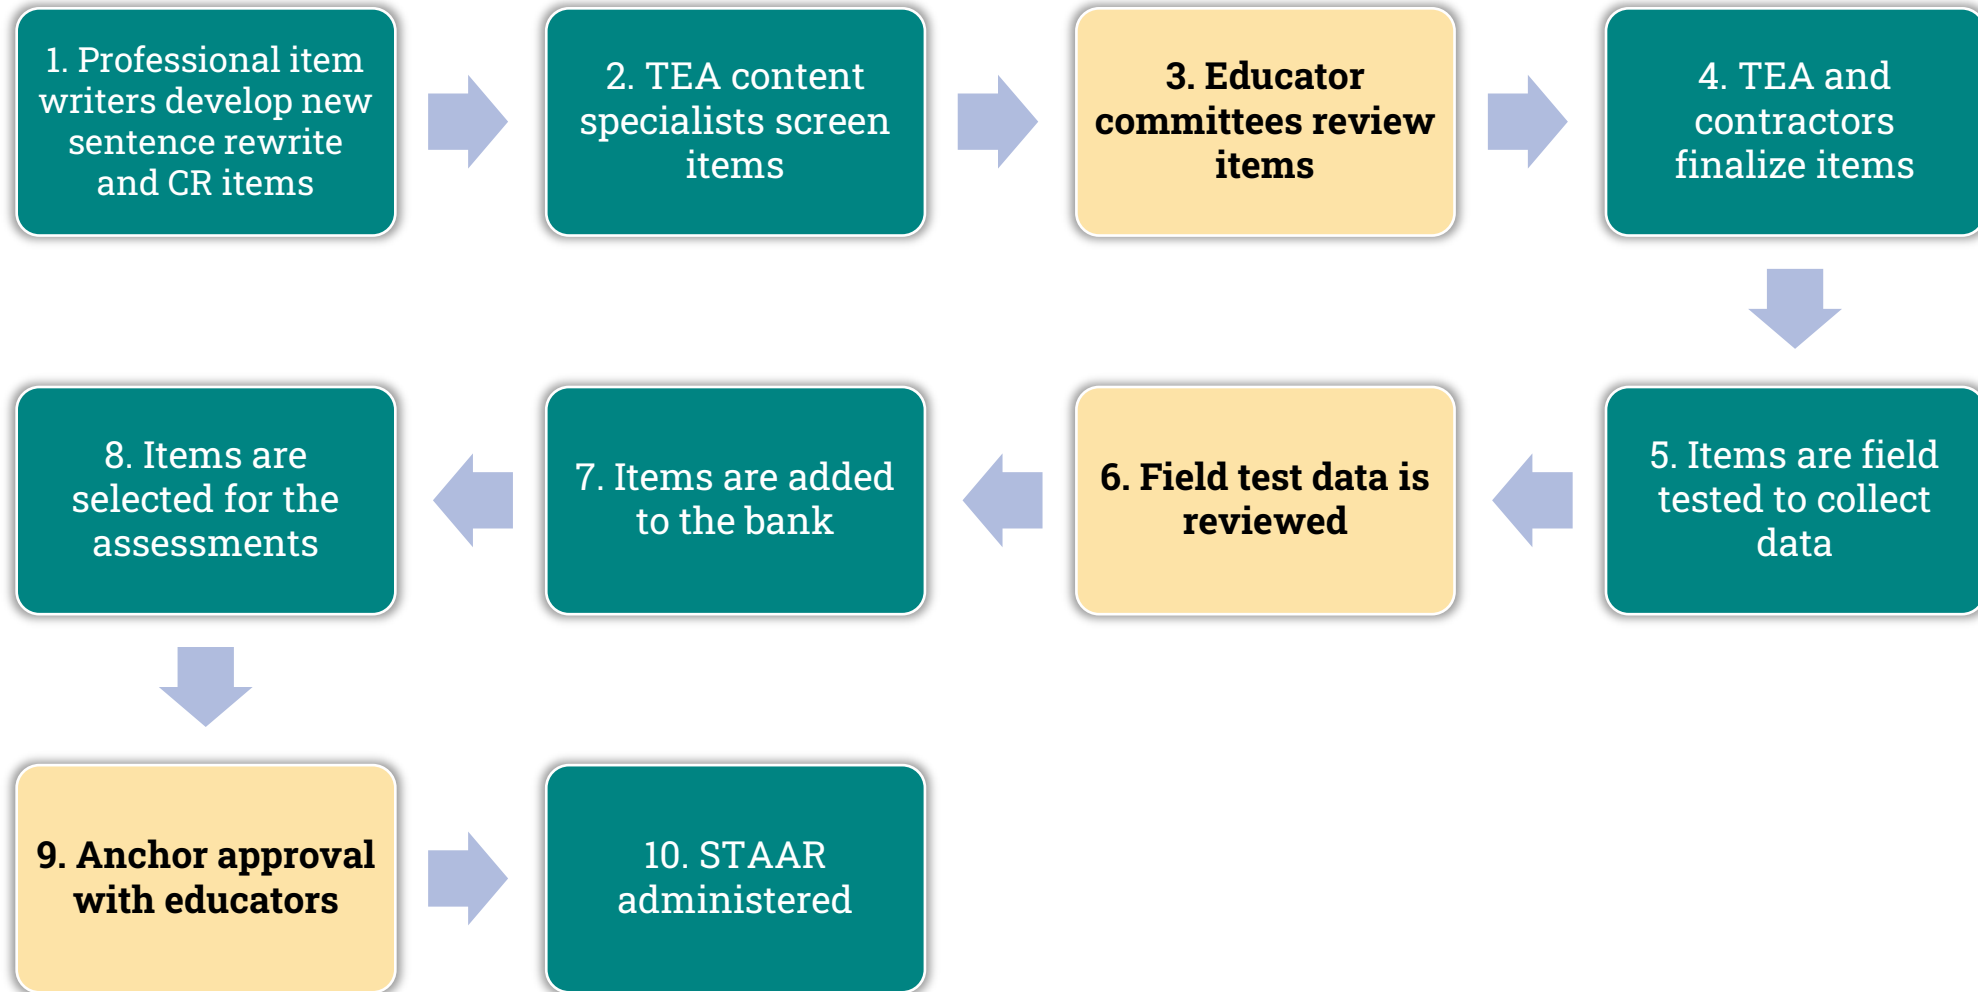 1. Professional item
writers develop new
sentence rewrite
and CR items
2. TEA content
specialists screen
items
3. Educator
committees review
items
4. TEA and
contractors
finalize items
5. Items are field
tested to collect
data
6. Field test data is
reviewed
7. Items are added
to the bank
8. Items are
selected for the
assessments
9. Anchor approval
with educators
10. STAAR
administered